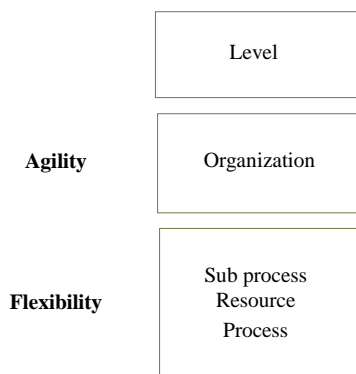 Level
Agility
Organization
Sub process
Flexibility
Resource
Process